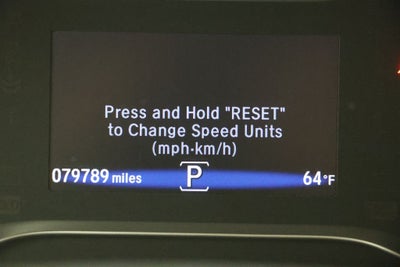 Press and Hold "RESET"
to Change Speed Units
(mph·km/h)
079789 miles P 64°F